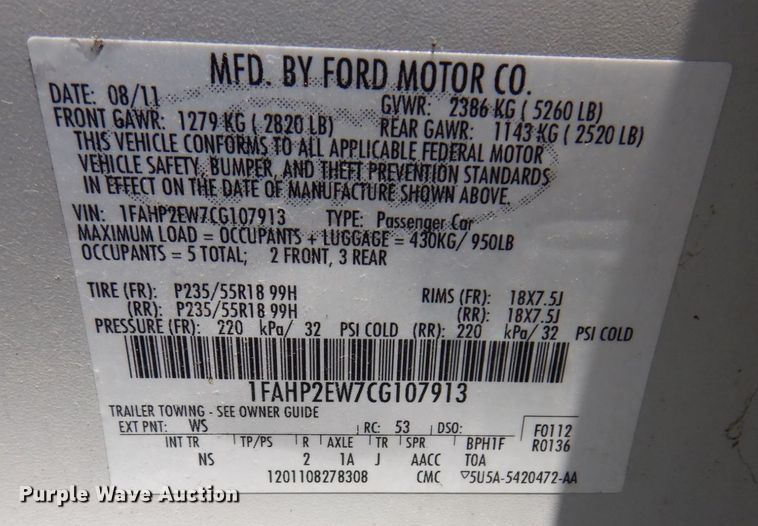 MFD. BY FORD MOTOR CO.
DATE: 08/11 GVWR: 2386 KG ( 5260 LB)
FRONT GAWR: 1279 KG ( 2820 LB) REAR GAWR: 1143 KG ( 2520 LB)
THIS VEHICLE CONFORMS TO ALL APPLICABLE FEDERAL MOTOR
VEHICLE SAFETY, BUMPER, AND THEFT PREVENTION STANDARDS
IN EFFECT ON THE DATE OF MANUFACTURE SHOWN ABOVE.
VIN: 1FAHP2EW7CG107913 TYPE: Passenger Car
MAXIMUM LOAD = OCCUPANTS + LUGGAGE = 430KG/ 950LB
OCCUPANTS = 5 TOTAL; 2 FRONT, 3 REAR
TIRE (FR): P235/55R18 99H RIMS (FR): 18X7.5J
(RR): P235/55R18 99H (RR): 18X7.5J
PRESSURE (FR): 220 kPa/ 32 PSI COLD (RR): 220 kPa/ 32 PSI COLD
1FAHP2EW7CG107913
TRAILER TOWING - SEE OWNER GUIDE
EXT PNT: WS RC: 53 DSO: F0112
INT TR TP/PS R AXLE TR SPR BPH1F R0136
NS 2 1A J AACC TOA
1201108278308 CMC ▽5U5A-5420472-AA
Purple Wave Auction